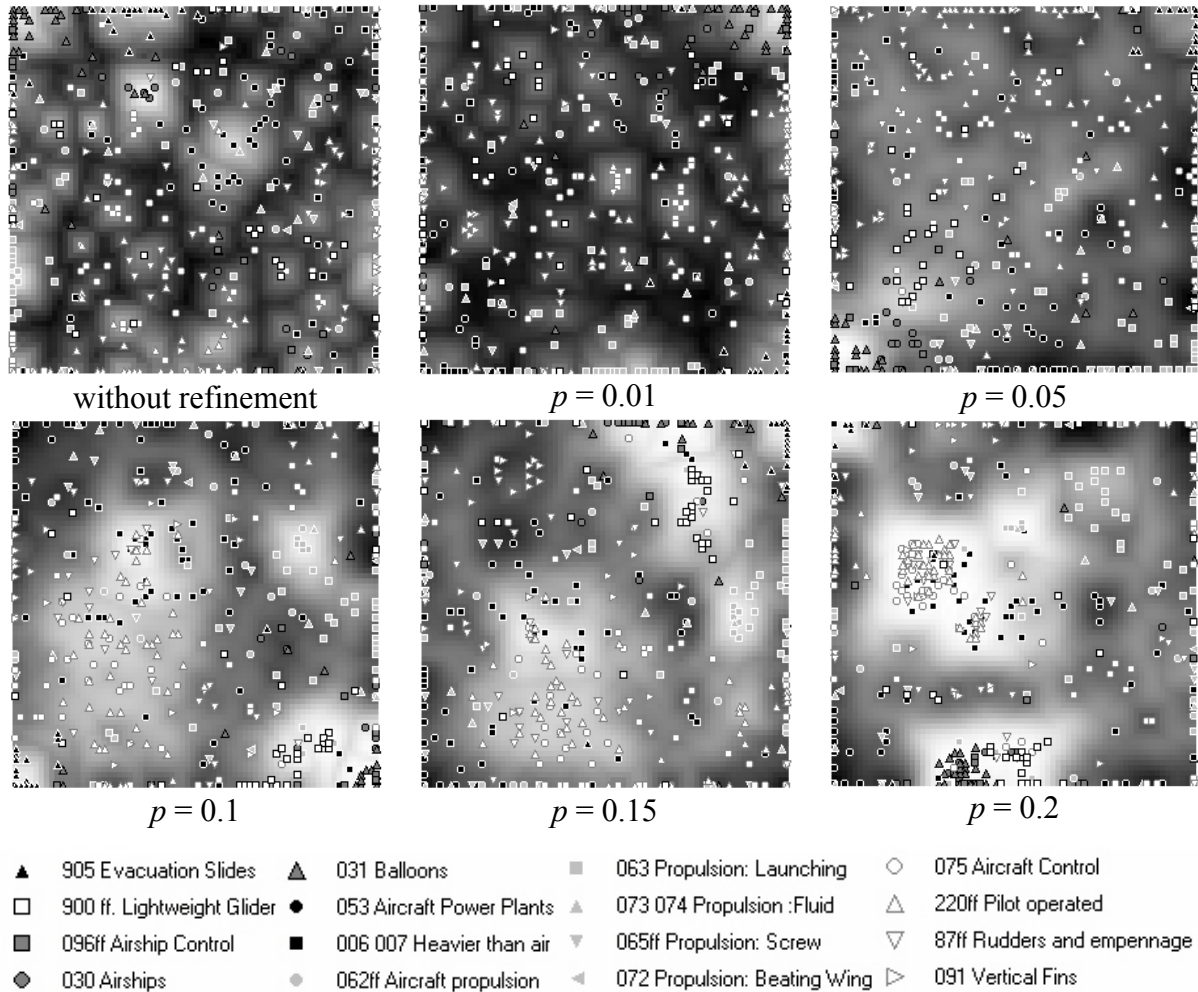 without refinement
p = 0.01
p = 0.05
p = 0.1
p = 0.15
p = 0.2
905 Evacuation Slides
031 Balloons
063 Propulsion: Launching
075 Aircraft Control
900 ff. Lightweight Glider
053 Aircraft Power Plants
073 074 Propulsion :Fluid
220ff Pilot operated
096ff Airship Control
006 007 Heavier than air
065ff Propulsion: Screw
87ff Rudders and empennage
030 Airships
062ff Aircraft propulsion
072 Propulsion: Beating Wing
091 Vertical Fins